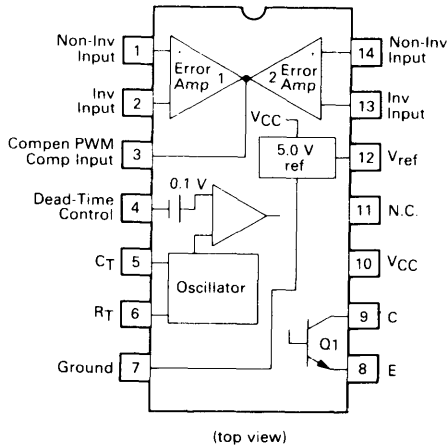 Non-Inv
Input
1
Inv
Input
2
Compen PWM
Comp Input
3
Dead-Time
Control
4
CT
5
RT
6
Ground
7
Error
Amp
1
2
Error
Amp
VCC
5.0 V
ref
0.1 V
Oscillator
Q1
14
Non-Inv
Input
13
Inv
Input
12
Vref
11
N.C.
10
VCC
9
C
8
E
(top view)